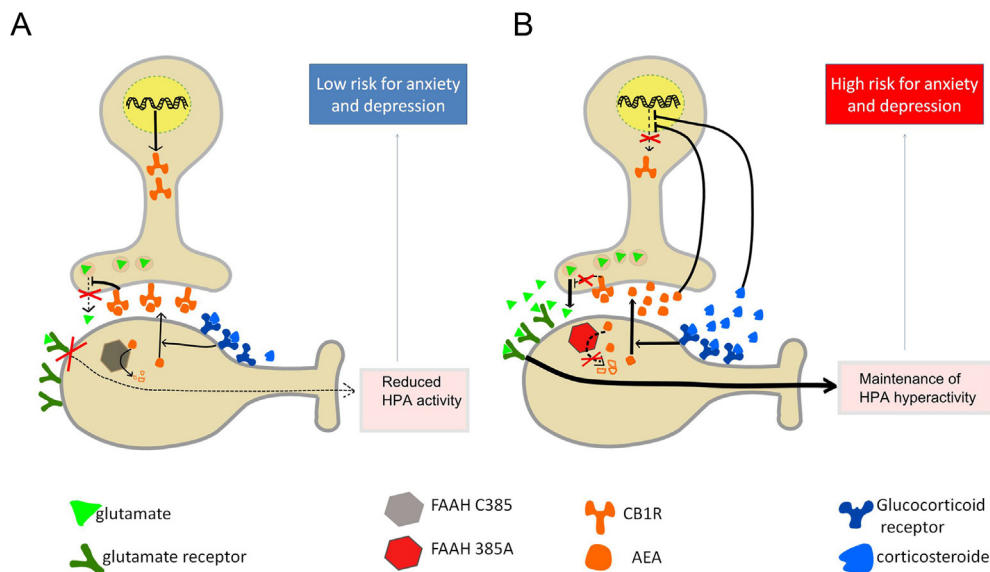 A
B
Low risk for anxiety
and depression
High risk for anxiety
and depression
Reduced
HPA activity
Maintenance of
HPA hyperactivity
glutamate
glutamate receptor
FAAH C385
FAAH 385A
CB1R
AEA
Glucocorticoid
receptor
corticosteroide